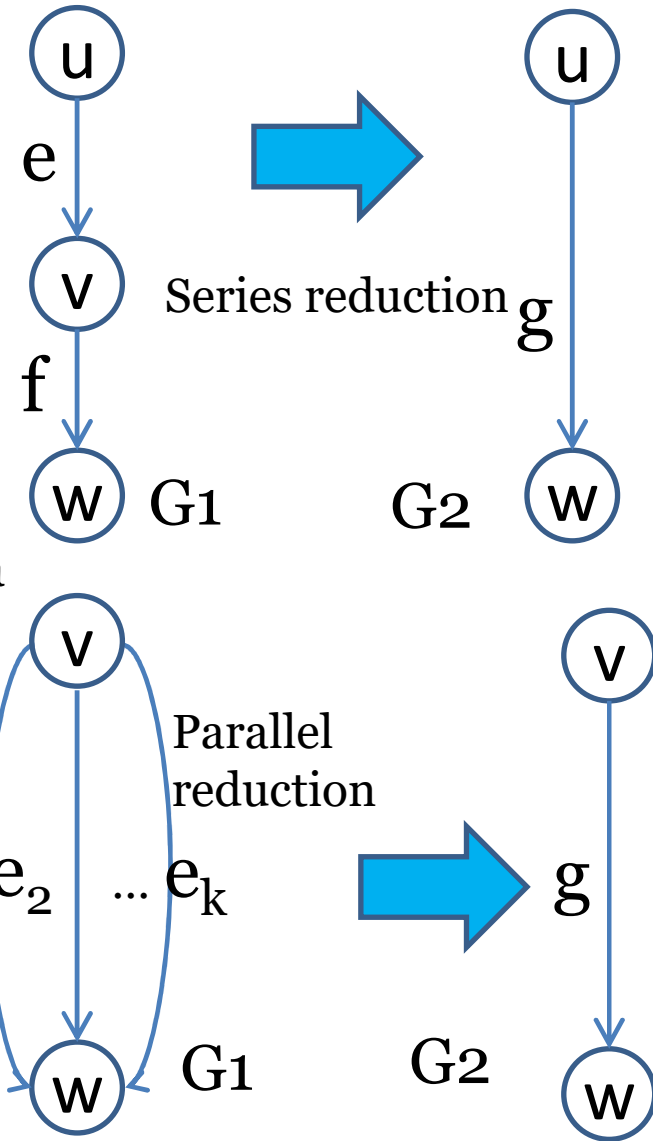 u
u
e
v
Series reduction
g
f
w
G1
G2
w
v
v
Parallel
reduction
e₂
... eₖ
g
G1
G2
w
w